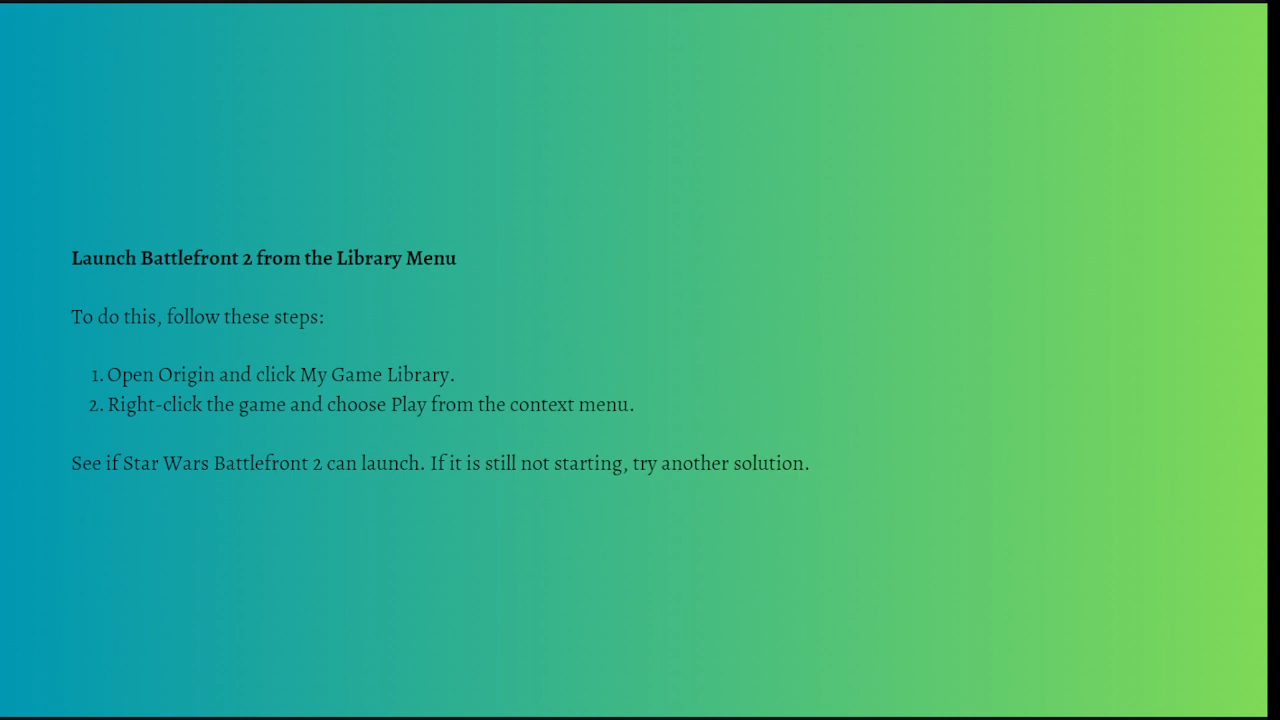 Launch Battlefront 2 from the Library Menu
To do this, follow these steps:
1. Open Origin and click My Game Library.
2. Right-click the game and choose Play from the context menu.
See if Star Wars Battlefront 2 can launch. If it is still not starting, try another solution.